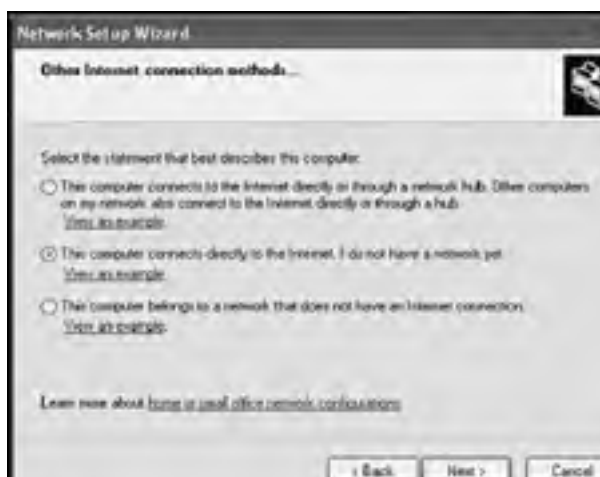 Network Setup Wizard
Other Internet connection methods...
Select the statement that best describes this computer:
This computer connects to the Internet directly or through a network hub. Other computers
on my network also connect to the Internet directly or through a hub.
View an example.
This computer connects directly to the Internet. I do not have a network yet.
View an example.
This computer belongs to a network that does not have an Internet connection.
View an example.
Learn more about home or small office network configurations.
< Back
Next >
Cancel